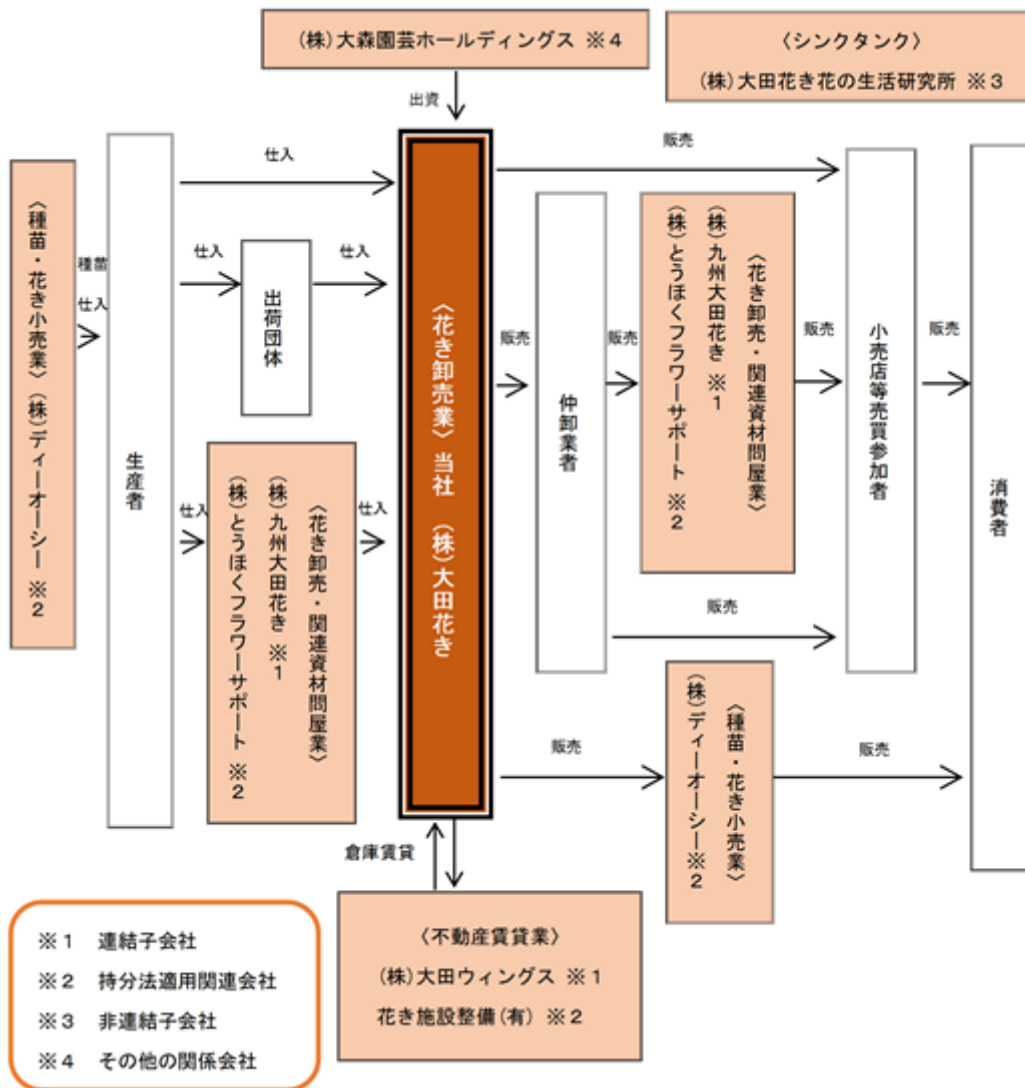 (株)大森園芸ホールディングス ※4
〈シンクタンク〉
(株)大田花き花の生活研究所 ※3
出資
〈種苗・花き小売業〉(株)ディーオーシー ※2
種苗
仕入
生産者
仕入
仕入
出荷団体
仕入
仕入
〈花き卸売・関連資材問屋業〉
(株)九州大田花き ※1
(株)とうほくフラワーサポート ※2
仕入
〈花き卸売業〉当社 (株)大田花き
販売
販売
仲卸業者
販売
〈花き卸売・関連資材問屋業〉
(株)九州大田花き ※1
(株)とうほくフラワーサポート ※2
販売
販売
小売店等売買参加者
販売
消費者
販売
〈種苗・花き小売業〉
(株)ディーオーシー※2
販売
倉庫賃貸
〈不動産賃貸業〉
(株)大田ウィングス ※1
花き施設整備(有) ※2
※1 連結子会社
※2 持分法適用関連会社
※3 非連結子会社
※4 その他の関係会社